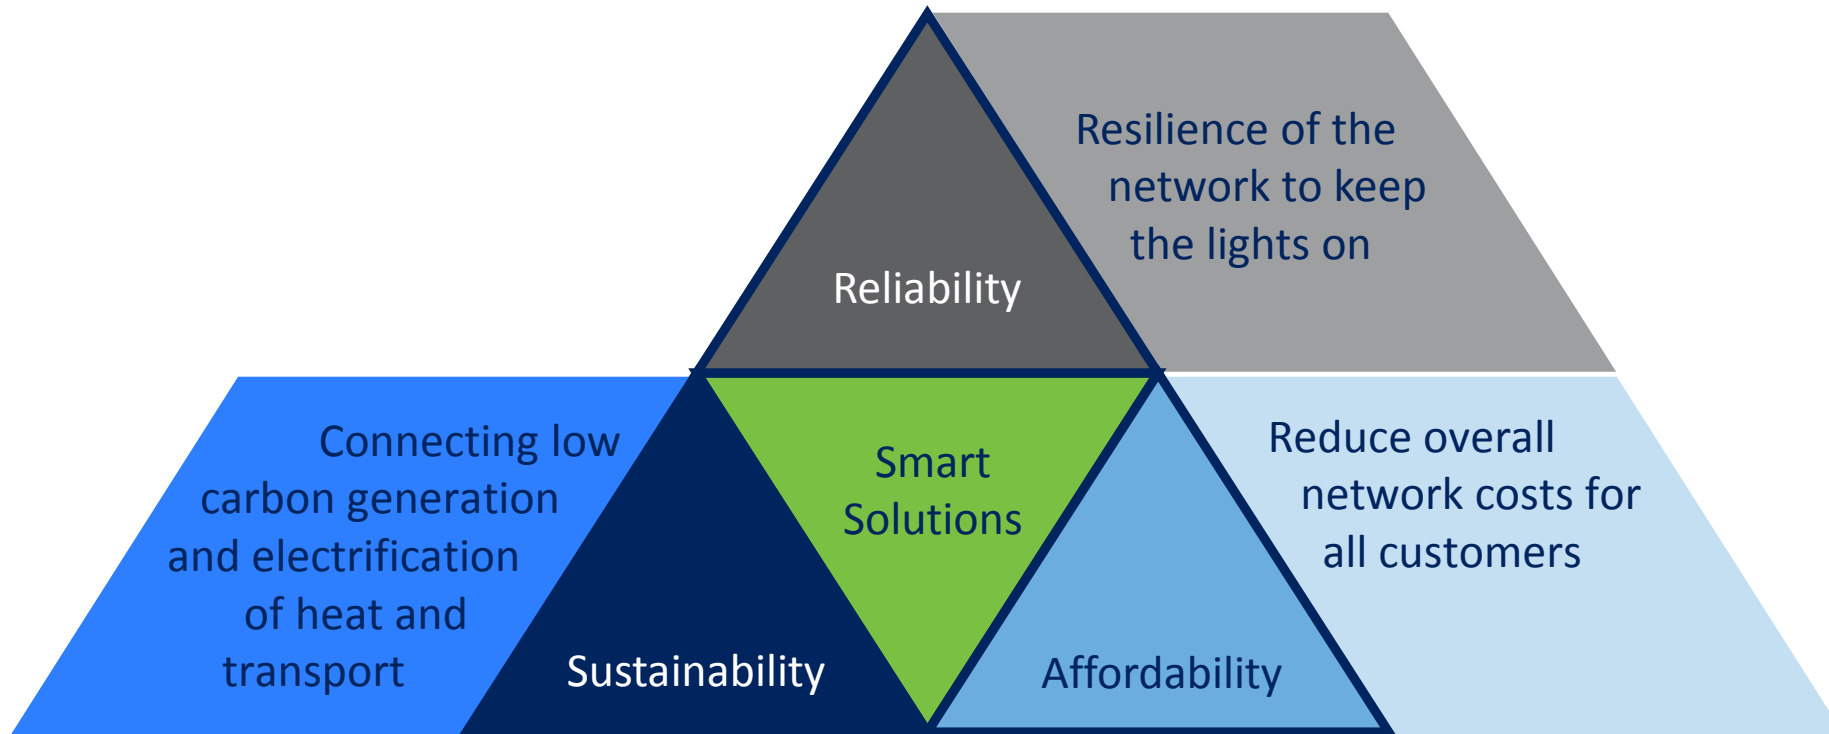 Resilience of the
network to keep
the lights on
Reliability
Connecting low
carbon generation
and electrification
of heat and
transport
Sustainability
Smart
Solutions
Affordability
Reduce overall
network costs for
all customers